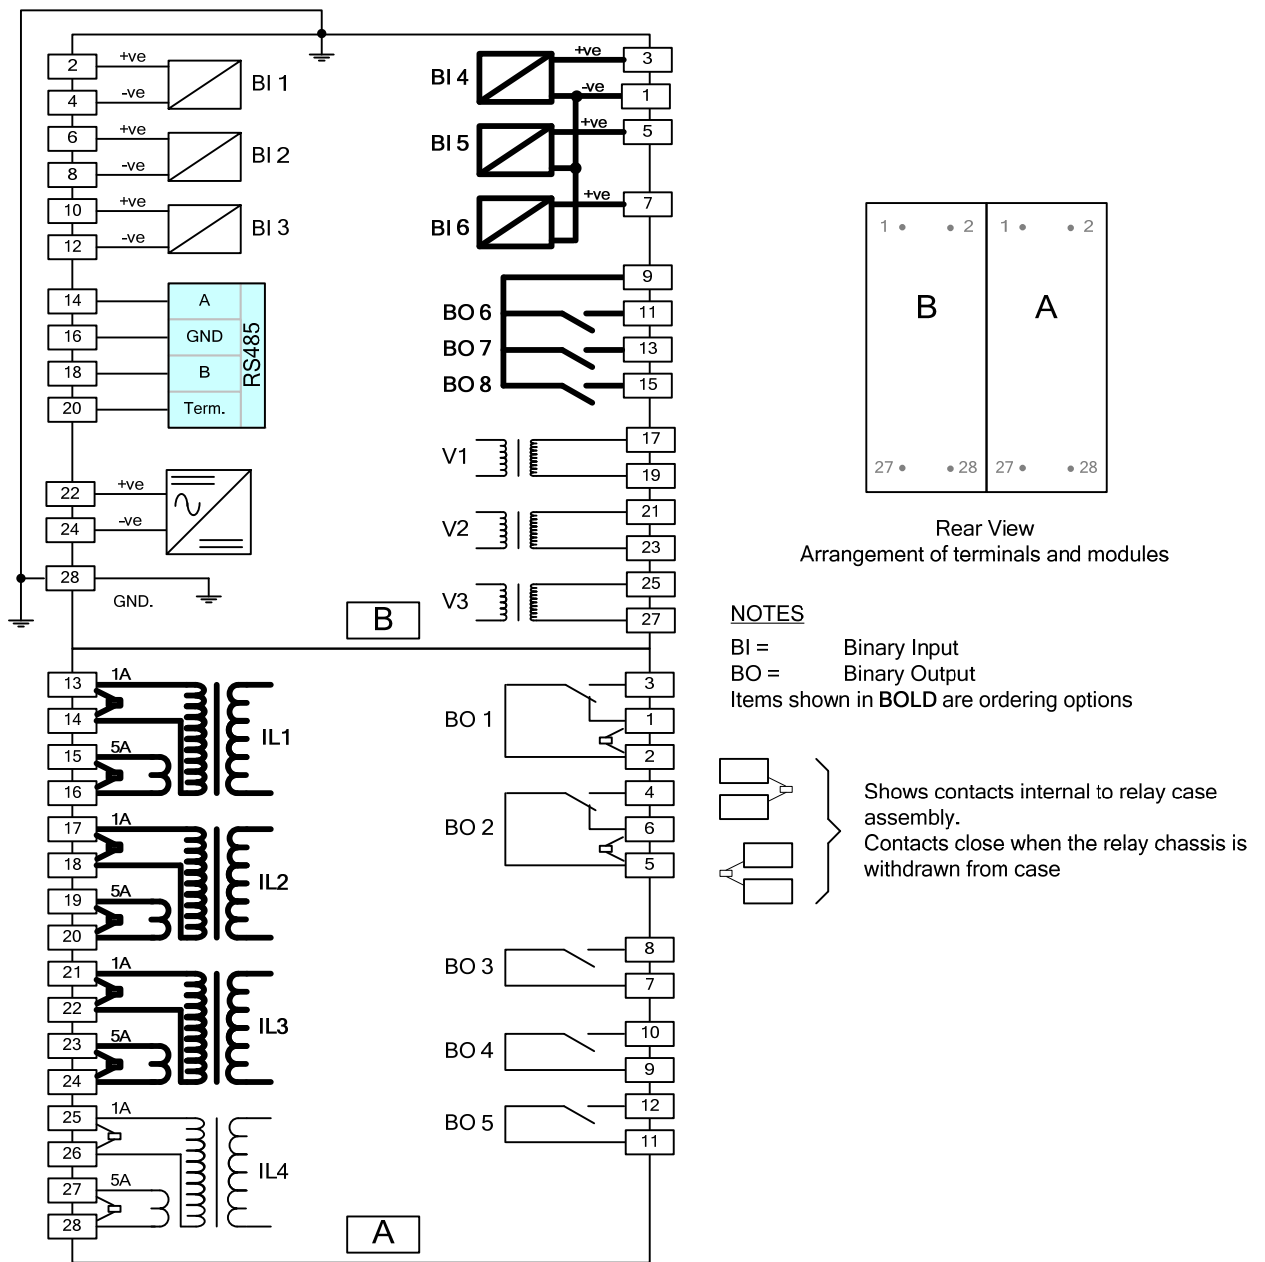 2
+ve
4
-ve
BI 1
6
+ve
8
-ve
BI 2
10
+ve
12
-ve
BI 3
14
A
16
GND
18
B
20
Term.
RS485
22
+ve
24
-ve
28
GND.
BI 4
+ve
3
-ve
1
BI 5
+ve
5
BI 6
+ve
7
9
BO 6
11
BO 7
13
BO 8
15
V1
17
19
V2
21
23
V3
25
27
B
13
1A
14
15
5A
16
IL1
17
1A
18
19
5A
20
IL2
21
1A
22
23
5A
24
IL3
25
1A
26
27
5A
28
IL4
BO 1
3
1
2
BO 2
4
6
5
BO 3
8
7
BO 4
10
9
BO 5
12
11
A
1 2 1 2
B A
27 28 27 28
Rear View
Arrangement of terminals and modules
NOTES
BI = Binary Input
BO = Binary Output
Items shown in BOLD are ordering options
Shows contacts internal to relay case
assembly.
Contacts close when the relay chassis is
withdrawn from case